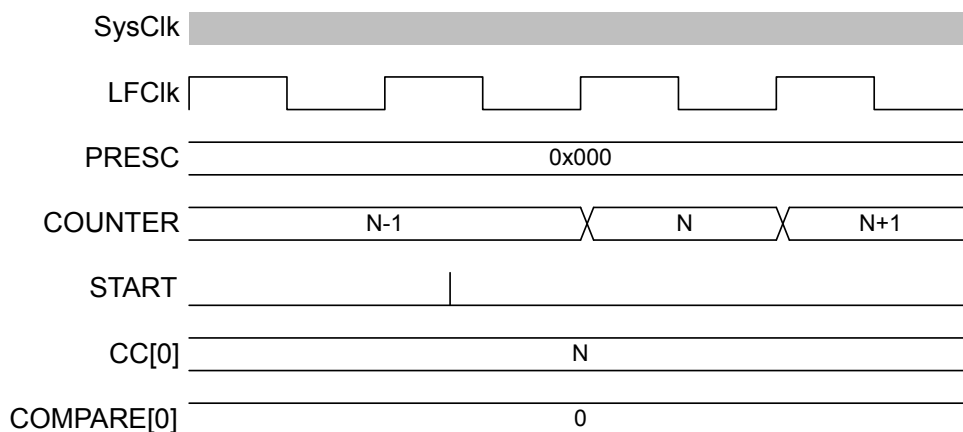 SysClk
LFClk
PRESC 0x000
COUNTER N-1 N N+1
START
CC[0] N
COMPARE[0] 0